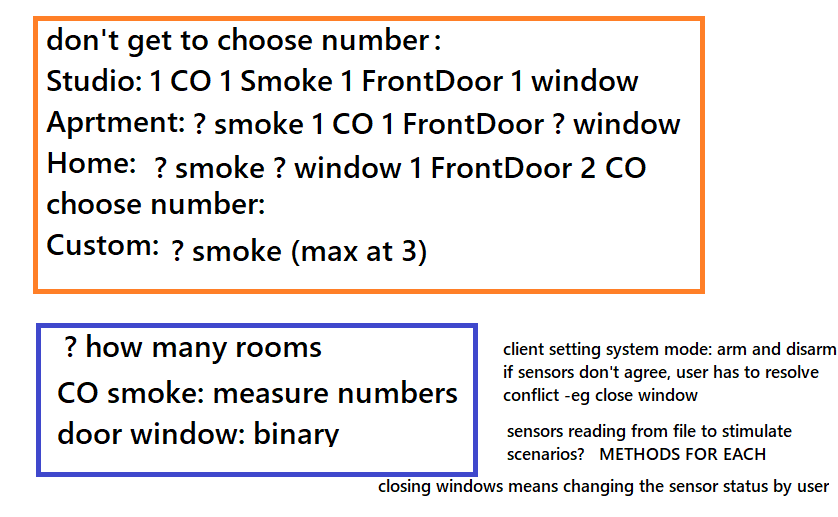 don't get to choose number:
Studio: 1 CO 1 Smoke 1 FrontDoor 1 window
Aprtment: ? smoke 1 CO 1 FrontDoor ? window
Home: ? smoke ? window 1 FrontDoor 2 CO
choose number:
Custom: ? smoke (max at 3)
? how many rooms
CO smoke: measure numbers
door window: binary
client setting system mode: arm and disarm
if sensors don't agree, user has to resolve
conflict -eg close window
sensors reading from file to stimulate
scenarios? METHODS FOR EACH
closing windows means changing the sensor status by user